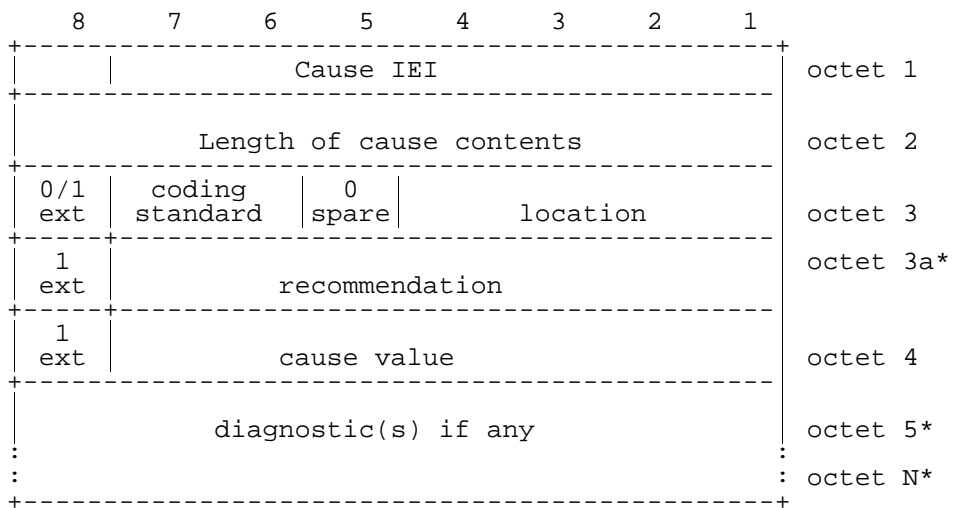 8 7 6 5 4 3 2 1
Cause IEI octet 1
Length of cause contents octet 2
0/1 coding 0
ext standard spare location octet 3
1 octet 3a*
ext recommendation
1
ext cause value octet 4
diagnostic(s) if any octet 5*
: :
: : octet N*